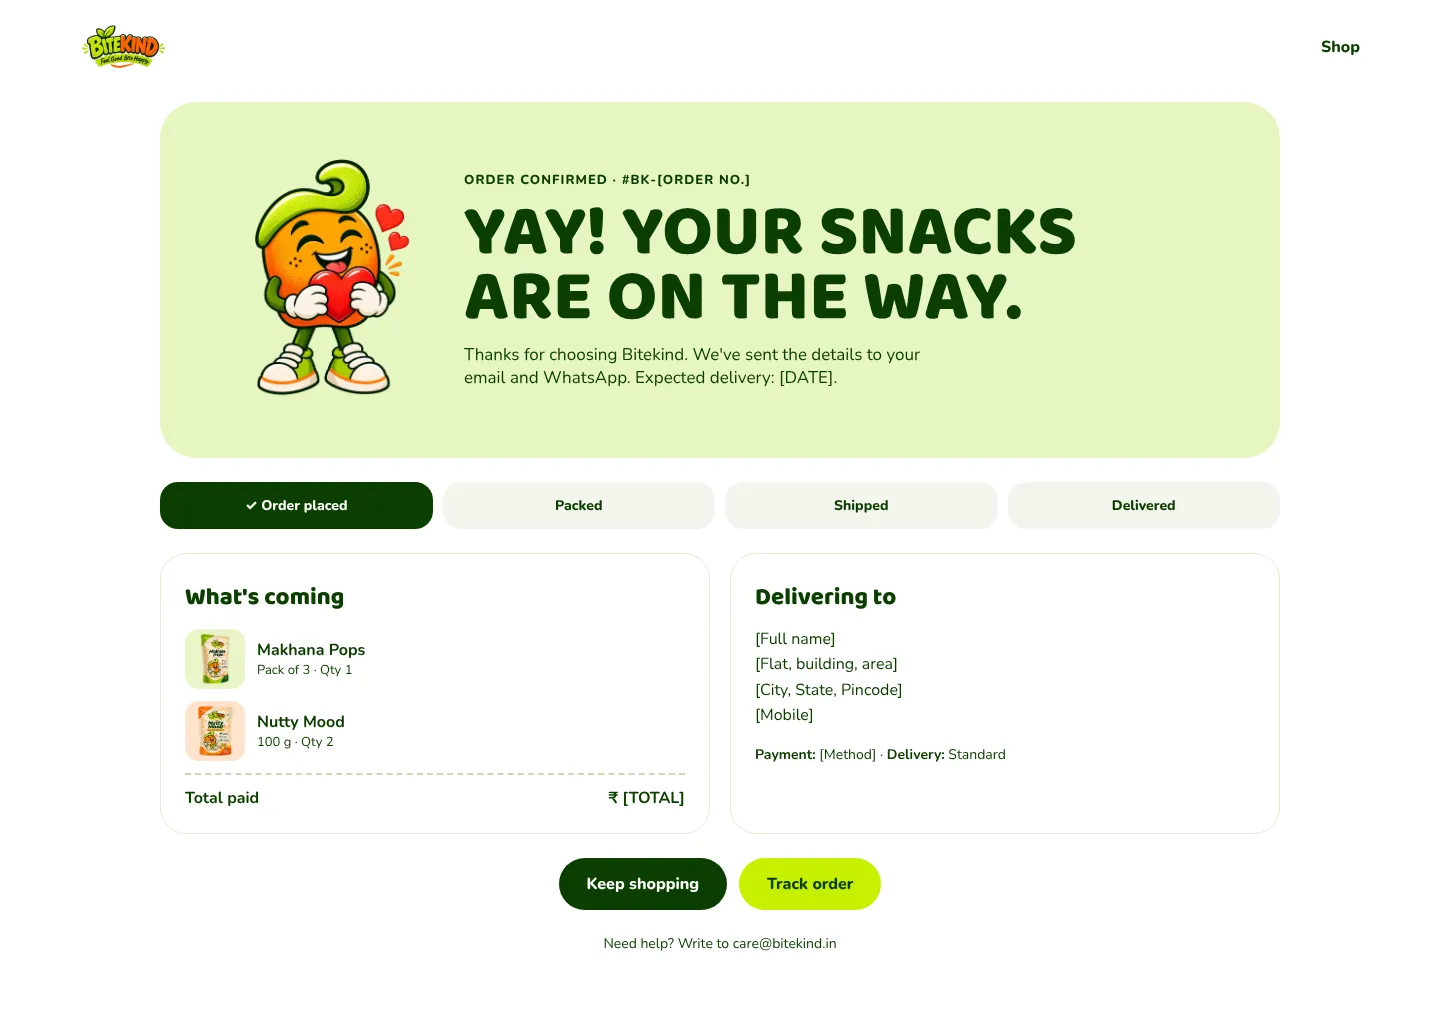 BITEKIND
Feel Good Bite Happy
Shop
ORDER CONFIRMED · #BK-[ORDER NO.]
YAY! YOUR SNACKS
ARE ON THE WAY.
Thanks for choosing Bitekind. We've sent the details to your
email and WhatsApp. Expected delivery: [DATE].
✓ Order placed
Packed
Shipped
Delivered
What's coming
Makhana Pops
Pack of 3 · Qty 1
Nutty Mood
100 g · Qty 2
Total paid
₹ [TOTAL]
Delivering to
[Full name]
[Flat, building, area]
[City, State, Pincode]
[Mobile]
Payment: [Method] · Delivery: Standard
Keep shopping
Track order
Need help? Write to care@bitekind.in